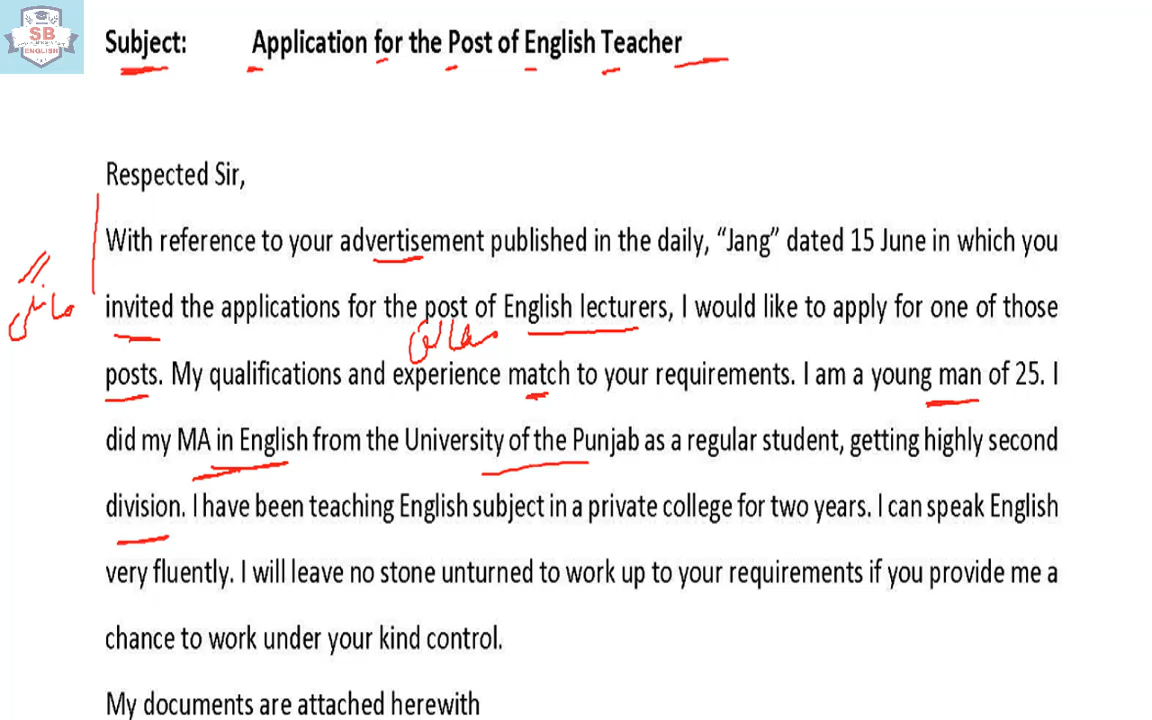 SB
ENGLISH
Subject: Application for the Post of English Teacher
Respected Sir,
With reference to your advertisement published in the daily, “Jang” dated 15 June in which you
invited the applications for the post of English lecturers, I would like to apply for one of those
posts. My qualifications and experience match to your requirements. I am a young man of 25. I
did my MA in English from the University of the Punjab as a regular student, getting highly second
division. I have been teaching English subject in a private college for two years. I can speak English
very fluently. I will leave no stone unturned to work up to your requirements if you provide me a
chance to work under your kind control.
My documents are attached herewith